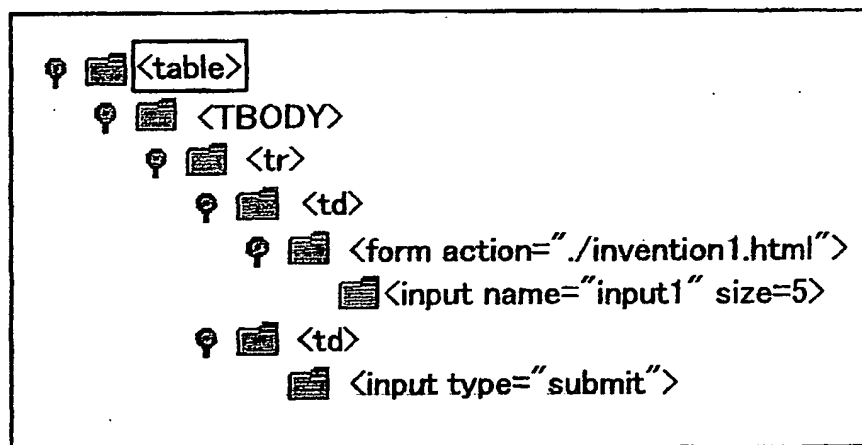 <table>
<TBODY>
<tr>
<td>
<form action="./invention1.html">
<input name="input1" size=5>
<td>
<input type="submit">